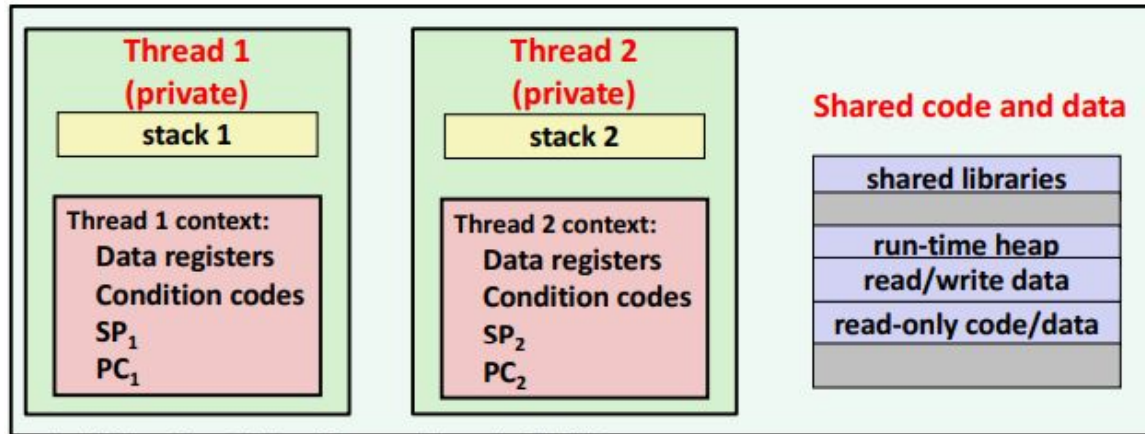 Thread 1
(private)
stack 1
Thread 1 context:
Data registers
Condition codes
SP₁
PC₁
Thread 2
(private)
stack 2
Thread 2 context:
Data registers
Condition codes
SP₂
PC₂
Shared code and data
shared libraries
run-time heap
read/write data
read-only code/data